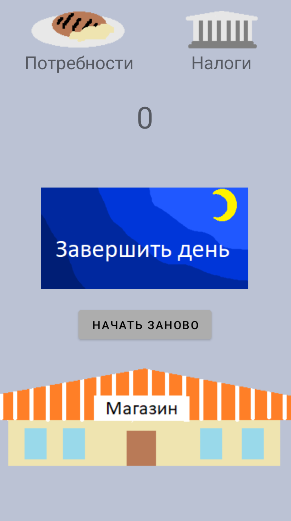 Потребности
Налоги
0
Завершить день
НАЧАТЬ ЗАНОВО
Магазин